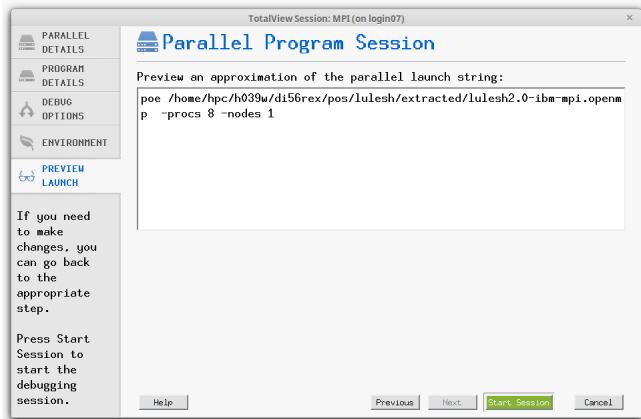 TotalView Session: MPI (on login07)
×
PARALLEL
DETAILS
PROGRAM
DETAILS
DEBUG
OPTIONS
ENVIRONMENT
PREVIEW
LAUNCH
If you need
to make
changes, you
can go back
to the
appropriate
step.
Press Start
Session to
start the
debugging
session.
Parallel Program Session
Preview an approximation of the parallel launch string:
poe /home/hpc/h039w/di56rex/pos/lulesh/extracted/lulesh2.0-ibm-mpi.openm
p  -procs 8 -nodes 1
Help
Previous
Next
Start Session
Cancel